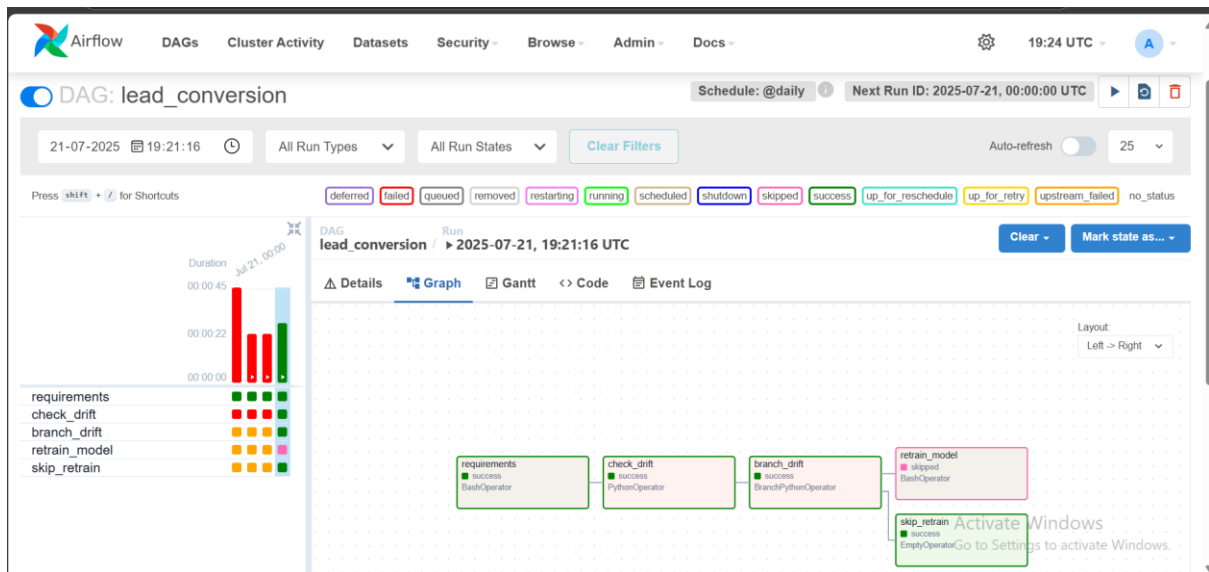 Airflow DAGs Cluster Activity Datasets Security Browse Admin Docs 19:24 UTC A
DAG: lead_conversion Schedule: @daily Next Run ID: 2025-07-21, 00:00:00 UTC
21-07-2025 19:21:16 All Run Types All Run States Clear Filters Auto-refresh 25
Press shift + / for Shortcuts deferred failed queued removed restarting running scheduled shutdown skipped success up_for_reschedule up_for_retry upstream_failed no_status
DAG Run
lead_conversion / 2025-07-21, 19:21:16 UTC Clear Mark state as...
Duration Jul 21, 00:00
00:00:45
00:00:22
00:00:00
requirements
check_drift
branch_drift
retrain_model
skip_retrain
Details Graph Gantt <> Code Event Log
Layout:
Left -> Right
requirements
success
BashOperator
check_drift
success
PythonOperator
branch_drift
success
BranchPythonOperator
retrain_model
skipped
BashOperator
skip_retrain
success
EmptyOperator
Activate Windows
Go to Settings to activate Windows.